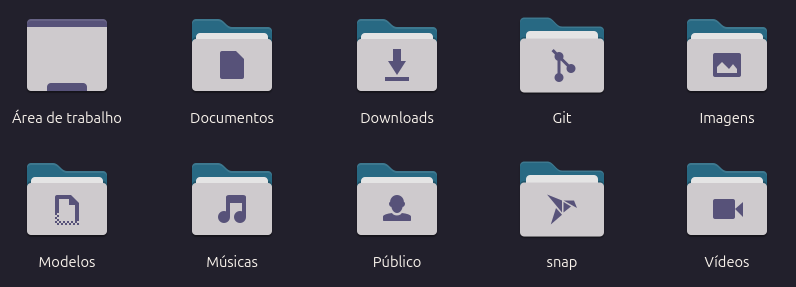 Área de trabalho
Documentos
Downloads
Git
Imagens
Modelos
Músicas
Público
snap
Vídeos